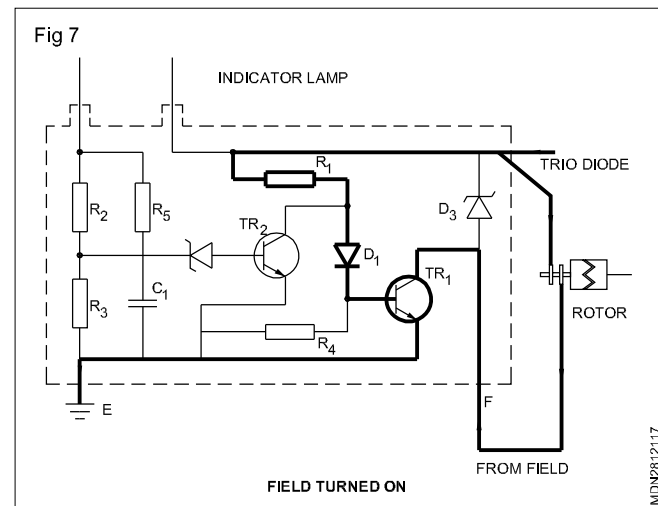 Fig 7
INDICATOR LAMP
TRIO DIODE
R1
R2
R5
TR2
D3
D1
TR1
R3
C1
R4
ROTOR
E
F
FROM FIELD
FIELD TURNED ON
MDN2812117